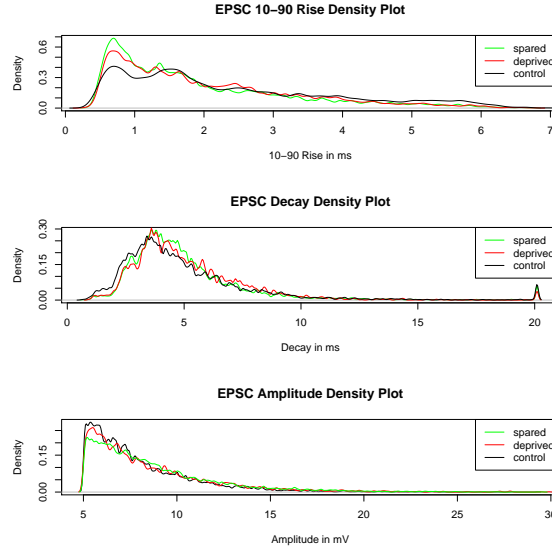 EPSC 10−90 Rise Density Plot
Density
0.0 0.3 0.6
spared
deprived
control
0 1 2 3 4 5 6 7
10−90 Rise in ms
EPSC Decay Density Plot
Density
0.00 0.15 0.30
spared
deprived
control
0 5 10 15 20
Decay in ms
EPSC Amplitude Density Plot
Density
0.00 0.15
spared
deprived
control
5 10 15 20 25 30
Amplitude in mV